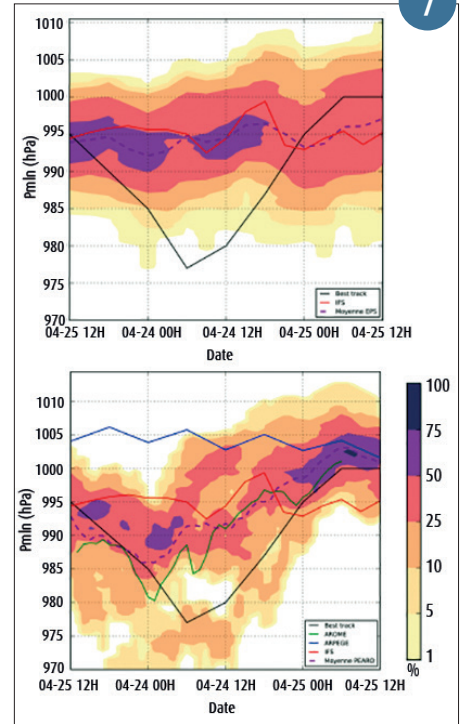 7
1010
1005
1000
995
990
985
980
975
970
Pmin (hPa)
Best track
IFS
Moyenne EPS
04-25 12H 04-24 00H 04-24 12H 04-25 00H 04-25 12H
Date
1010
1005
1000
995
990
985
980
975
970
Pmin (hPa)
Best track
AROME
ARPEGE
IFS
Moyenne PEARO
04-25 12H 04-24 00H 04-24 12H 04-25 00H 04-25 12H
Date
100
75
50
25
10
5
1
%